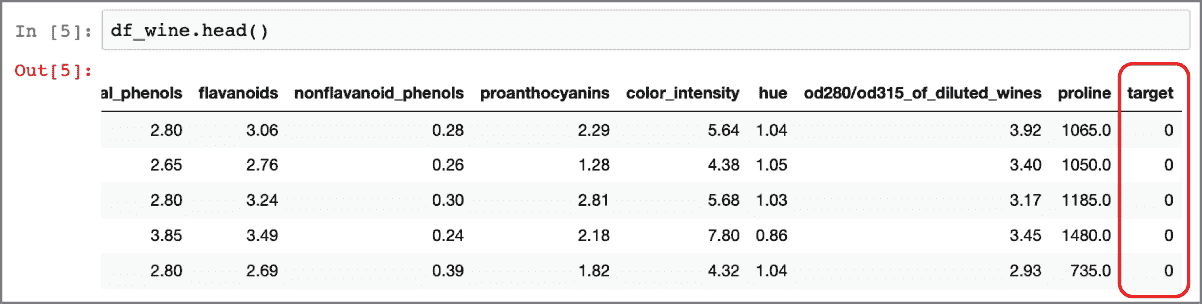 In [5]: df_wine.head()
Out[5]:
al_phenols flavanoids nonflavanoid_phenols proanthocyanins color_intensity hue od280/od315_of_diluted_wines proline target
2.80 3.06 0.28 2.29 5.64 1.04 3.92 1065.0 0
2.65 2.76 0.26 1.28 4.38 1.05 3.40 1050.0 0
2.80 3.24 0.30 2.81 5.68 1.03 3.17 1185.0 0
3.85 3.49 0.24 2.18 7.80 0.86 3.45 1480.0 0
2.80 2.69 0.39 1.82 4.32 1.04 2.93 735.0 0